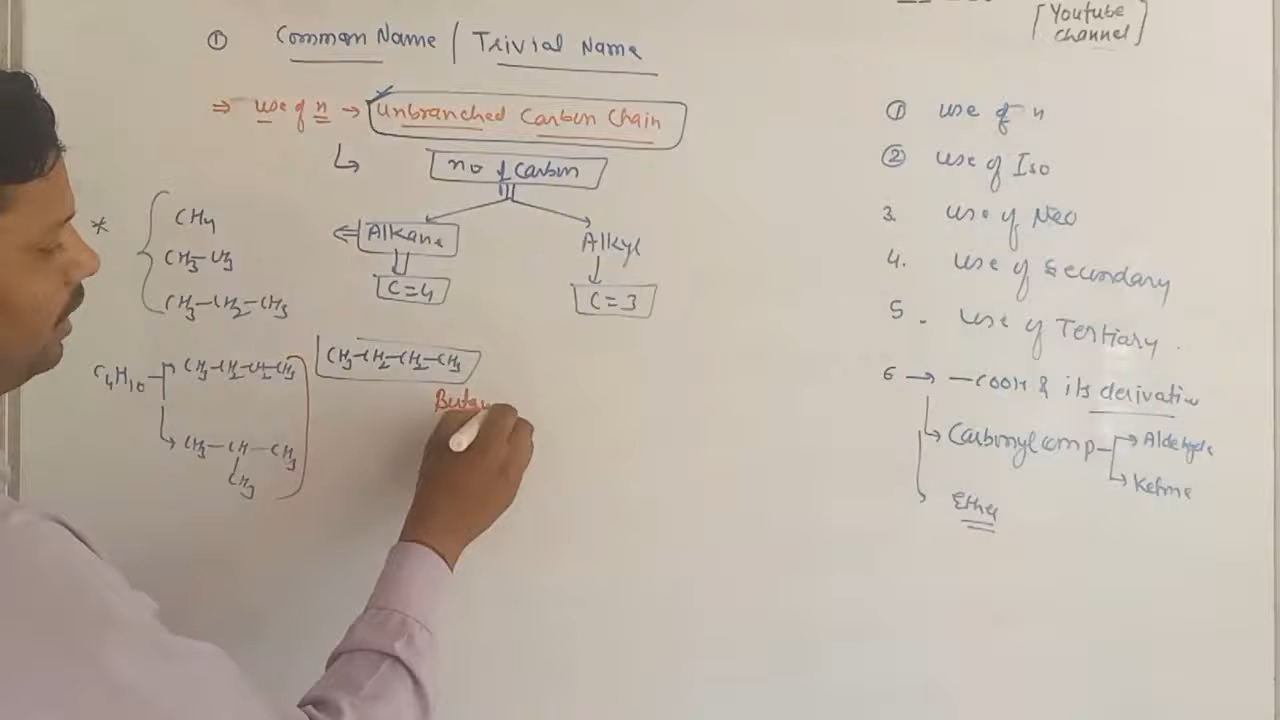 ① Common Name / Trivial Name
⇒ use of n → Unbranched Carbon Chain
↳ no of Carbon
⇐ Alkane
C=4
Alkyl
C=3
* CH4
CH3-CH3
CH3-CH2-CH3
C4H10
CH3-CH2-CH2-CH3
CH3-CH-CH3
CH3
CH3-CH2-CH2-CH3
Buta
[Youtube
channel]
① use of n
② use of Iso
3. use of Neo
4. use of Secondary
5. use of Tertiary.
6 → -COOH & its derivative
↳ Carbonyl comp
→ Aldehyde
↳ Ketone
Ether